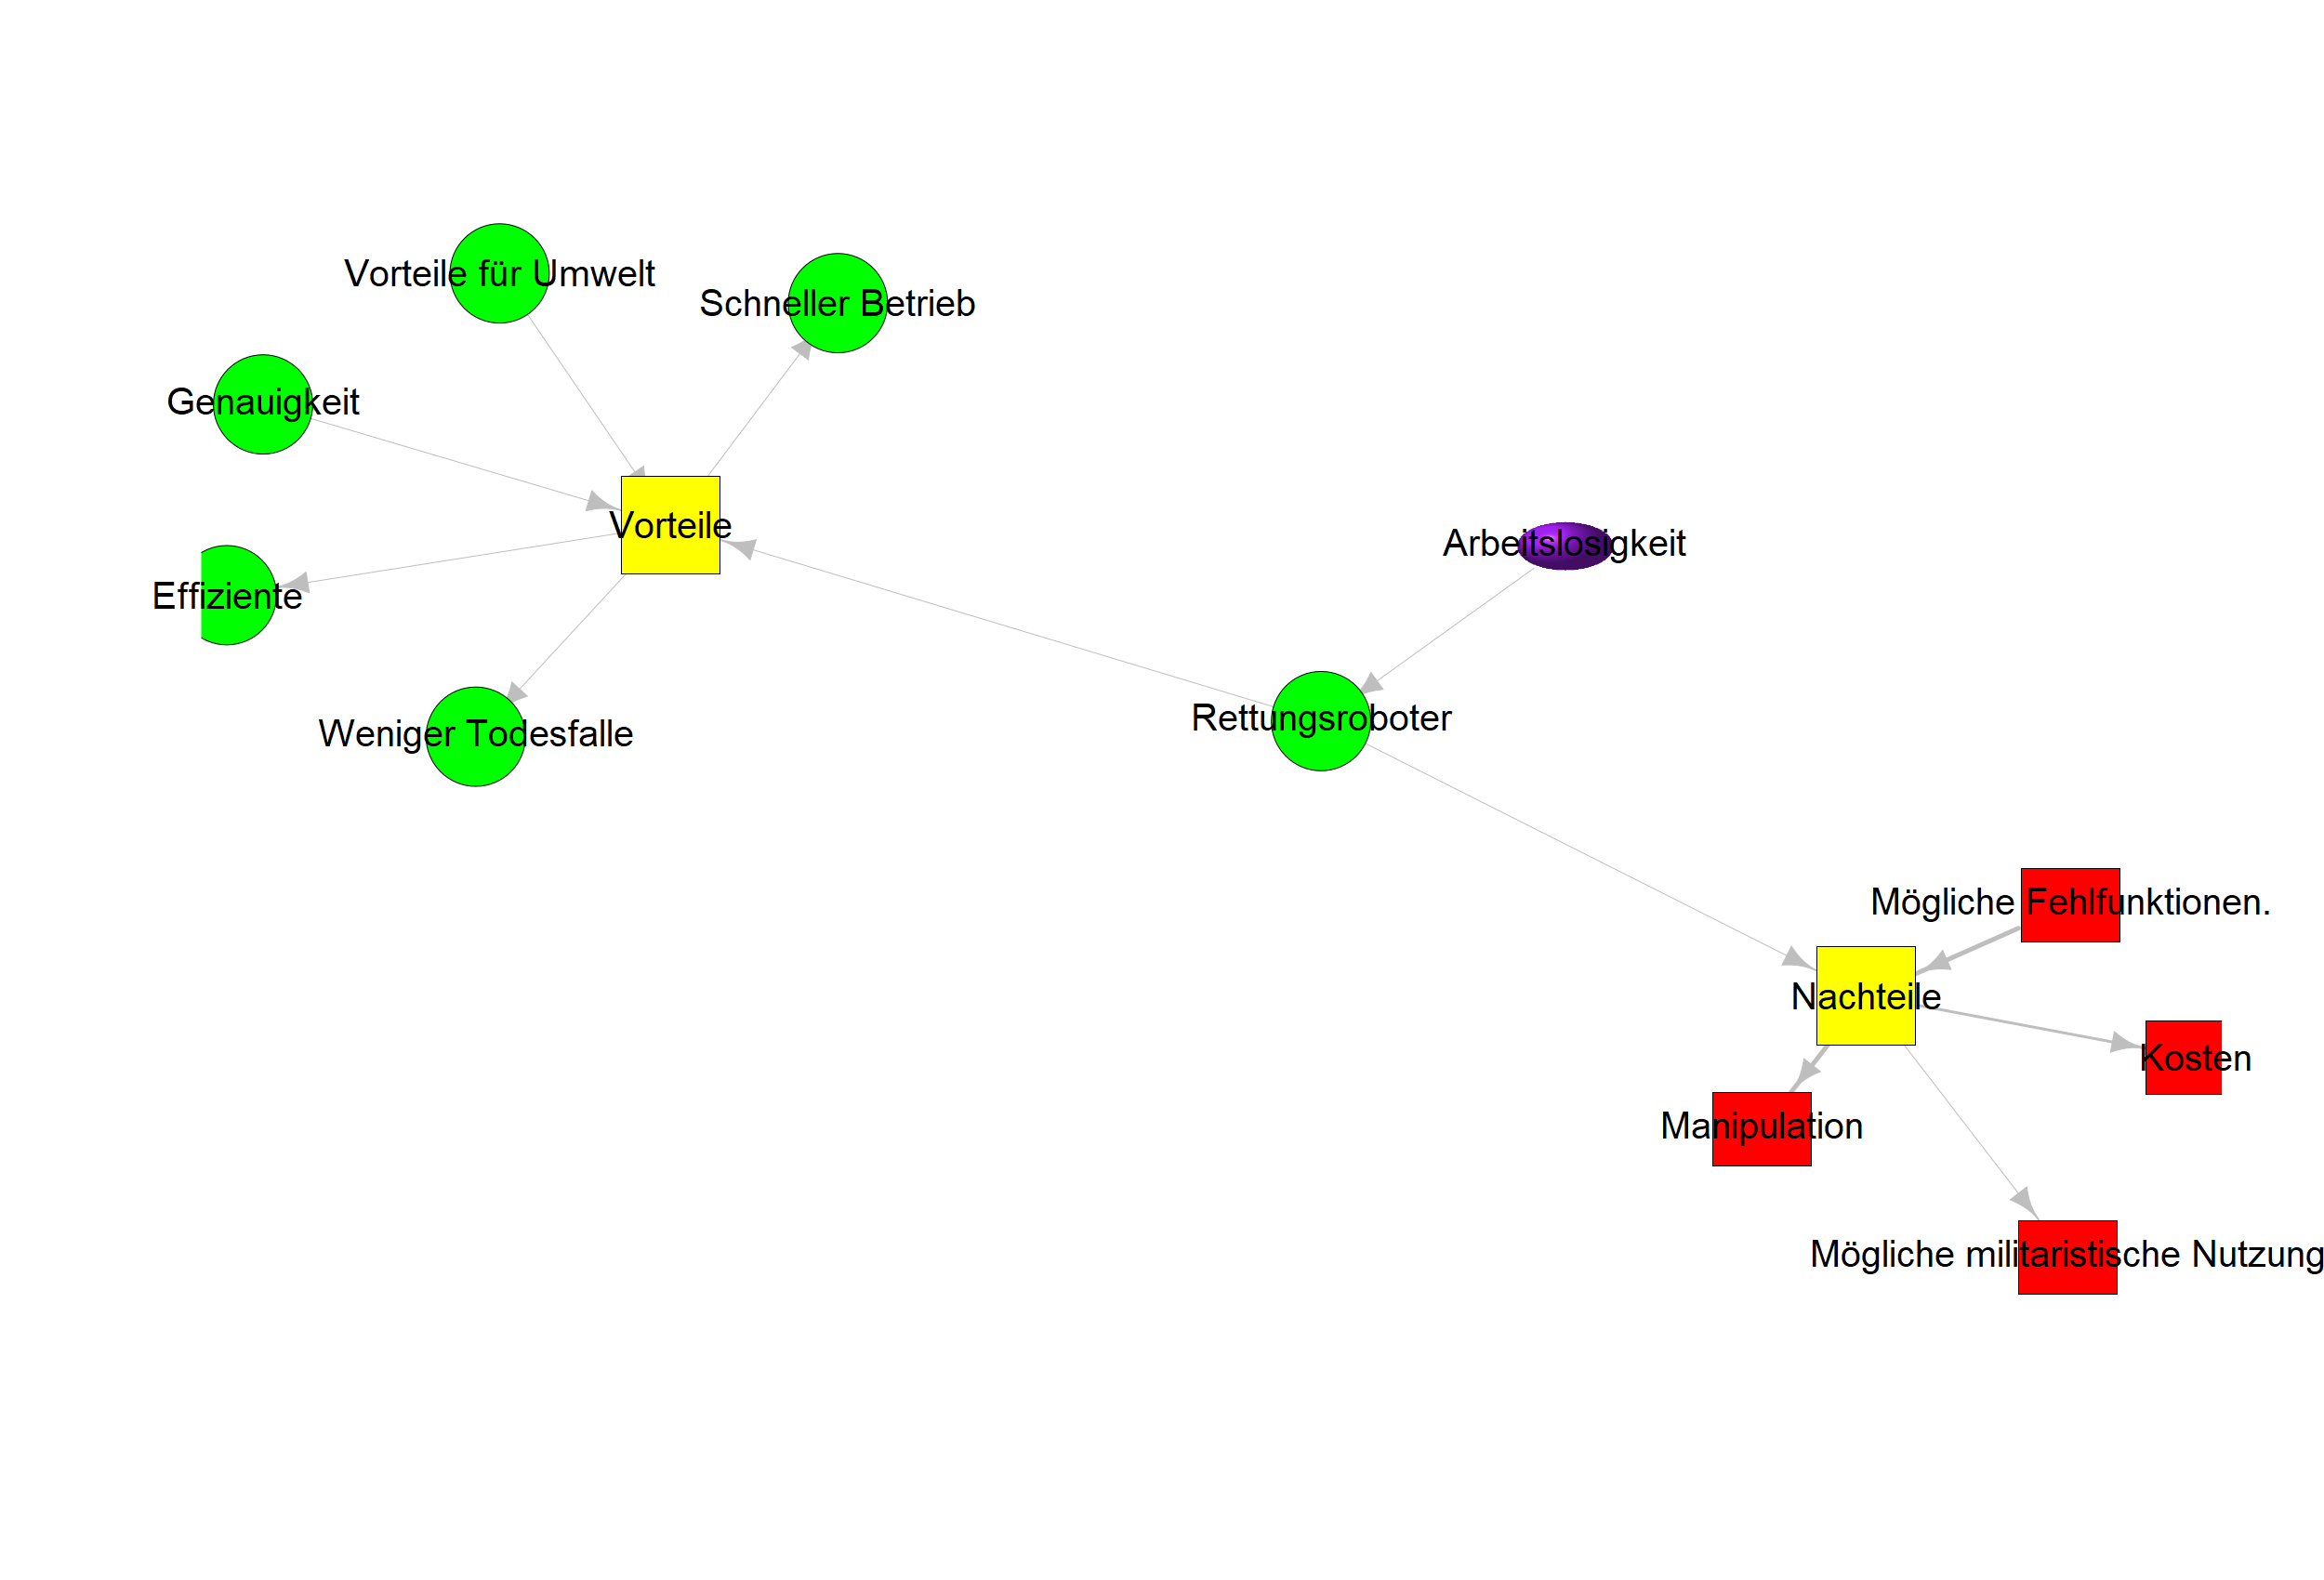 Vorteile für Umwelt
Schneller Betrieb
Genauigkeit
Vorteile
Effiziente
Weniger Todesfalle
Arbeitslosigkeit
Rettungsroboter
Mögliche Fehlfunktionen.
Nachteile
Kosten
Manipulation
Mögliche militaristische Nutzung